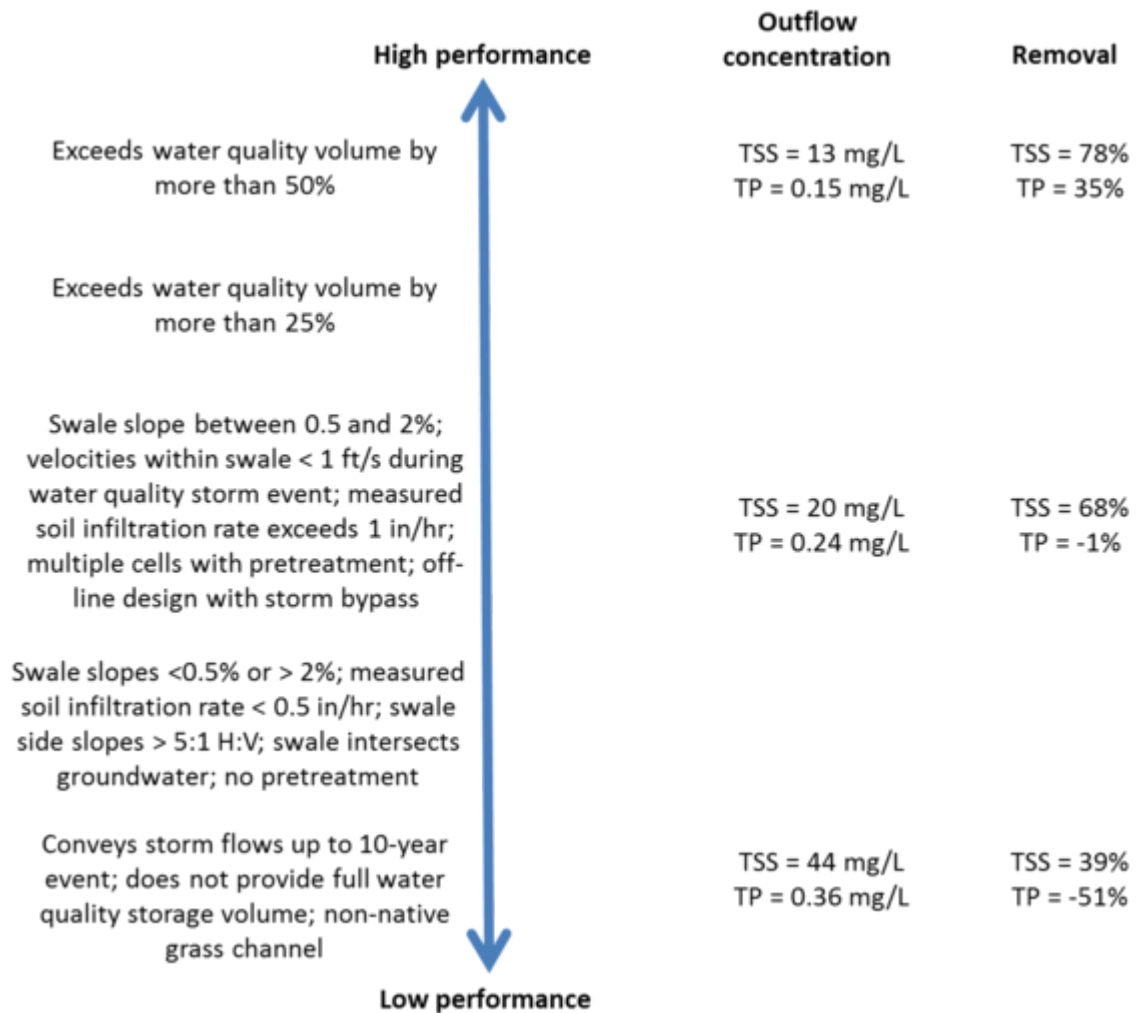 High performance
Outflow
concentration
Removal
Exceeds water quality volume by
more than 50%
TSS = 13 mg/L
TP = 0.15 mg/L
TSS = 78%
TP = 35%
Exceeds water quality volume by
more than 25%
Swale slope between 0.5 and 2%;
velocities within swale < 1 ft/s during
water quality storm event; measured
soil infiltration rate exceeds 1 in/hr;
multiple cells with pretreatment; off-
line design with storm bypass
TSS = 20 mg/L
TP = 0.24 mg/L
TSS = 68%
TP = -1%
Swale slopes <0.5% or > 2%; measured
soil infiltration rate < 0.5 in/hr; swale
side slopes > 5:1 H:V; swale intersects
groundwater; no pretreatment
Conveys storm flows up to 10-year
event; does not provide full water
quality storage volume; non-native
grass channel
TSS = 44 mg/L
TP = 0.36 mg/L
TSS = 39%
TP = -51%
Low performance